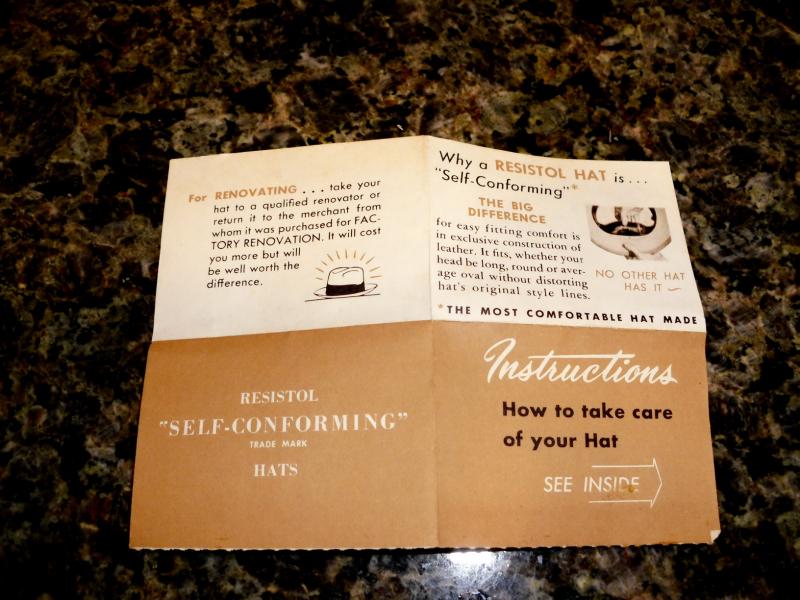 For RENOVATING . . . take your
hat to a qualified renovator or
return it to the merchant from
whom it was purchased for FAC-
TORY RENOVATION. It will cost
you more but will
be well worth the
difference.
Why a RESISTOL HAT is . . .
"Self-Conforming"*
THE BIG
DIFFERENCE
for easy fitting comfort is
in exclusive construction of
leather. It fits, whether your
head be long, round or aver-
age oval without distorting
hat's original style lines.
NO OTHER HAT
HAS IT
*THE MOST COMFORTABLE HAT MADE
RESISTOL
"SELF-CONFORMING"
TRADE MARK
HATS
Instructions
How to take care
of your Hat
SEE INSIDE